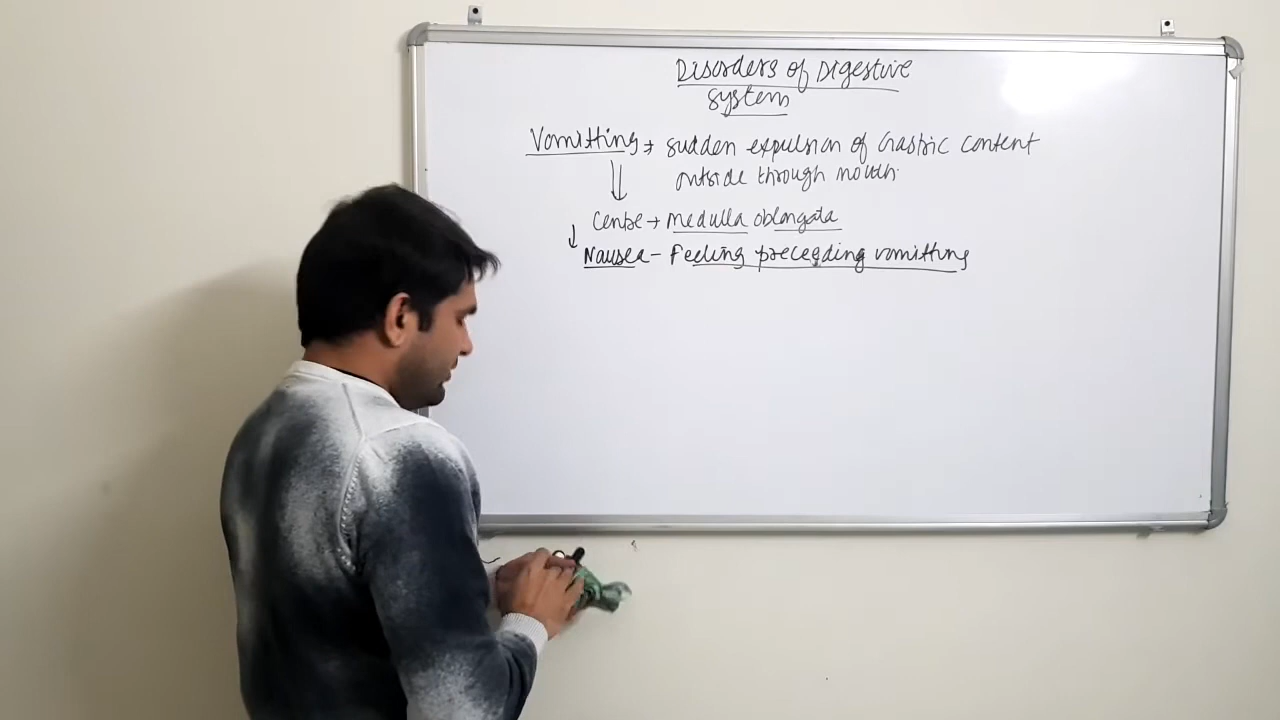 Disorders of Digestive
System
Vomitting → sudden expulsion of Gastric content
outside through mouth.
Center → Medulla oblongata
Nausea - Feeling preceeding vomitting